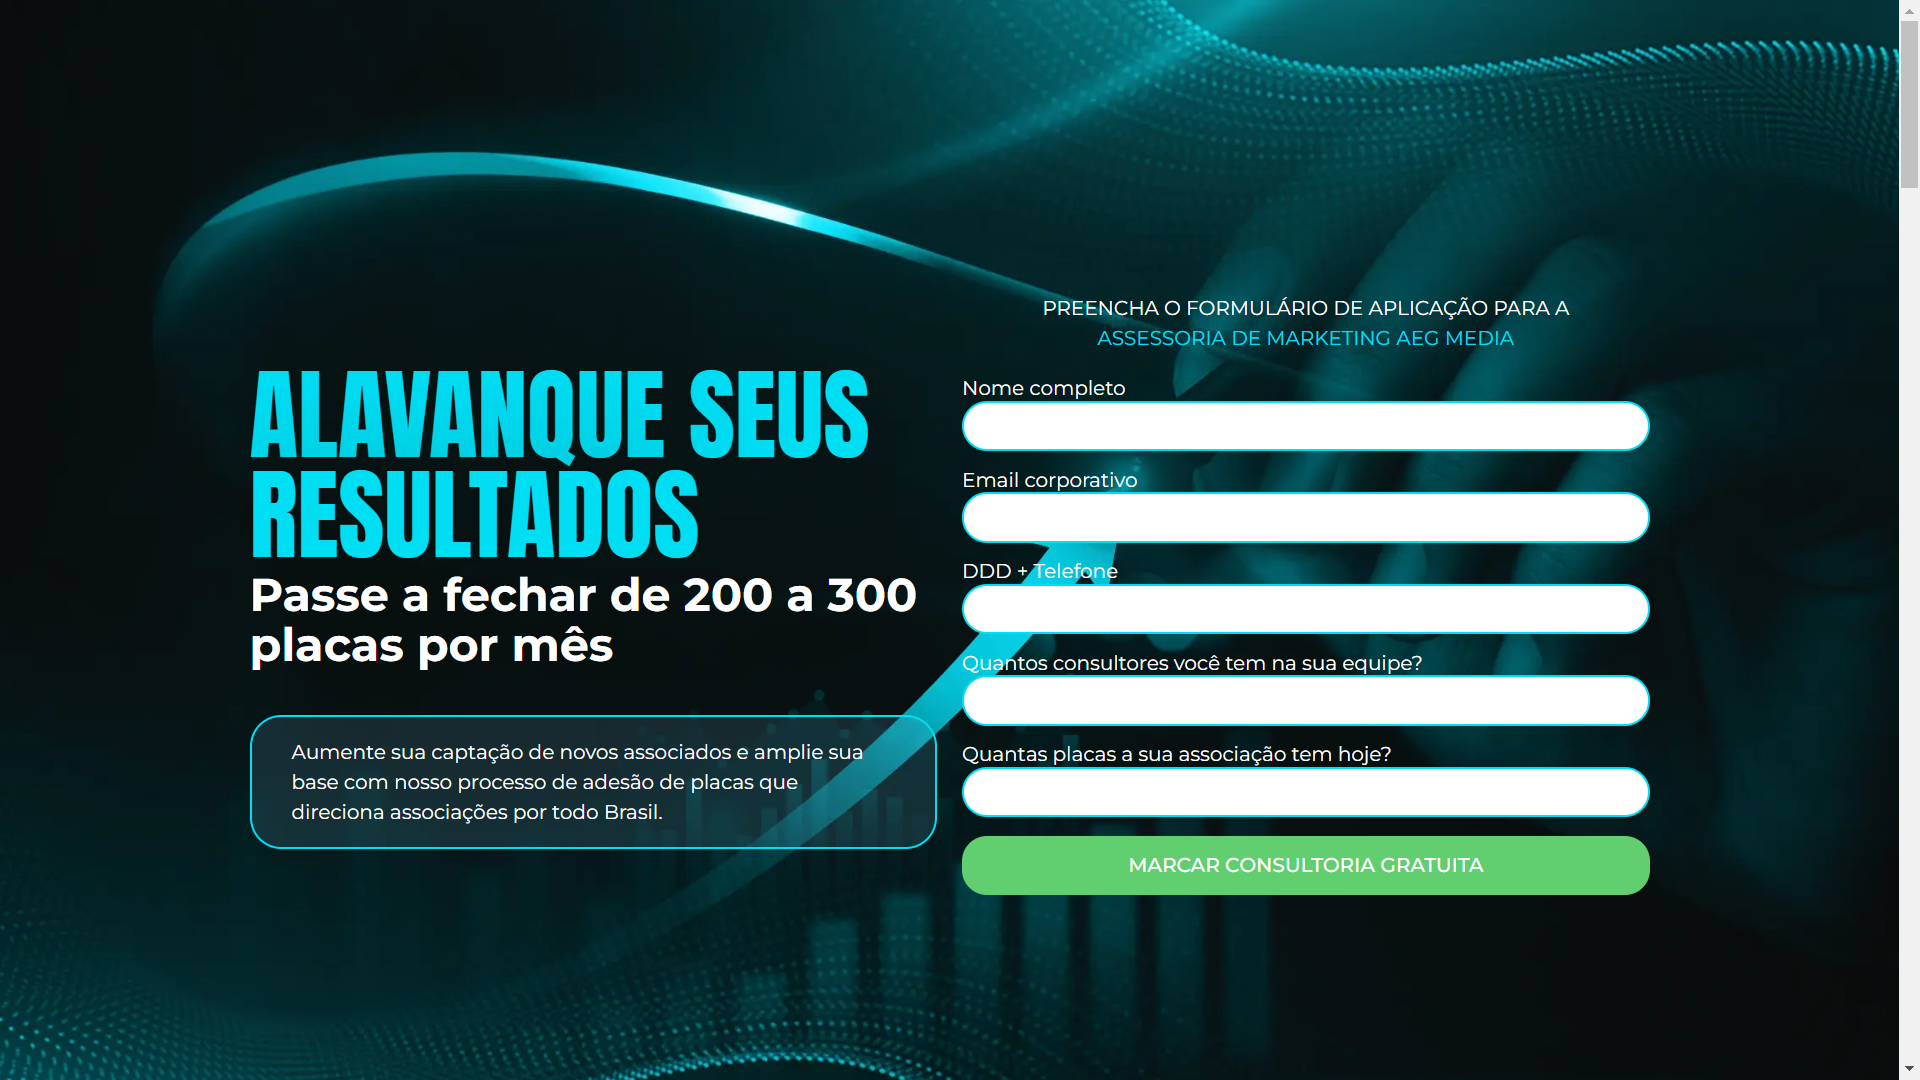 ALAVANQUE SEUS
RESULTADOS
Passe a fechar de 200 a 300
placas por mês
Aumente sua captação de novos associados e amplie sua
base com nosso processo de adesão de placas que
direciona associações por todo Brasil.
PREENCHA O FORMULÁRIO DE APLICAÇÃO PARA A
ASSESSORIA DE MARKETING AEG MEDIA
Nome completo
Email corporativo
DDD + Telefone
Quantos consultores você tem na sua equipe?
Quantas placas a sua associação tem hoje?
MARCAR CONSULTORIA GRATUITA